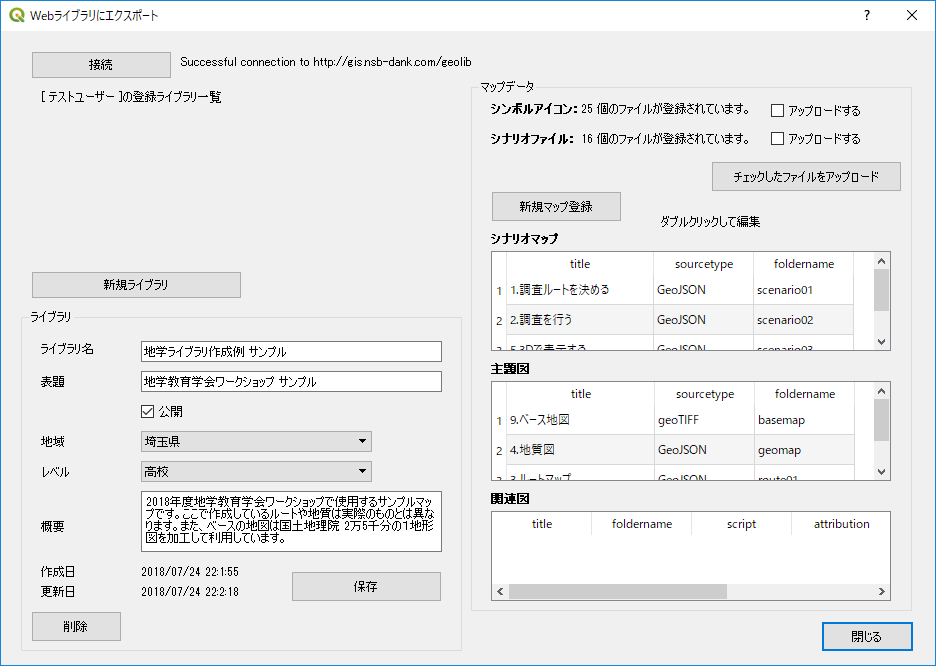 Webライブラリにエクスポート
?
接続
Successful connection to http://gis.nsb-dank.com/geolib
[ テストユーザー ]の登録ライブラリ一覧
新規ライブラリ
ライブラリ
ライブラリ名
地学ライブラリ作成例 サンプル
表題
地学教育学会ワークショップ サンプル
公開
地域
埼玉県
レベル
高校
概要
2018年度地学教育学会ワークショップで使用するサンプルマッ
プです。ここで作成しているルートや地質は実際のものとは異な
ります。また、ベースの地図は国土地理院 2万5千分の1地形
図を加工して利用しています。
作成日
2018/07/24 22:1:55
更新日
2018/07/24 22:2:18
保存
削除
マップデータ
シンボルアイコン: 25 個のファイルが登録されています。
アップロードする
シナリオファイル: 16 個のファイルが登録されています。
アップロードする
チェックしたファイルをアップロード
新規マップ登録
ダブルクリックして編集
シナリオマップ
title sourcetype foldername
1 1.調査ルートを決める GeoJSON scenario01
2 2.調査を行う GeoJSON scenario02
5.3Dで表示する GeoJSON scenario03
主題図
title sourcetype foldername
1 9.ベース地図 geoTIFF basemap
2 4.地質図 GeoJSON geomap
3.ルートマップ GeoJSON route01
関連図
title foldername script attribution
閉じる